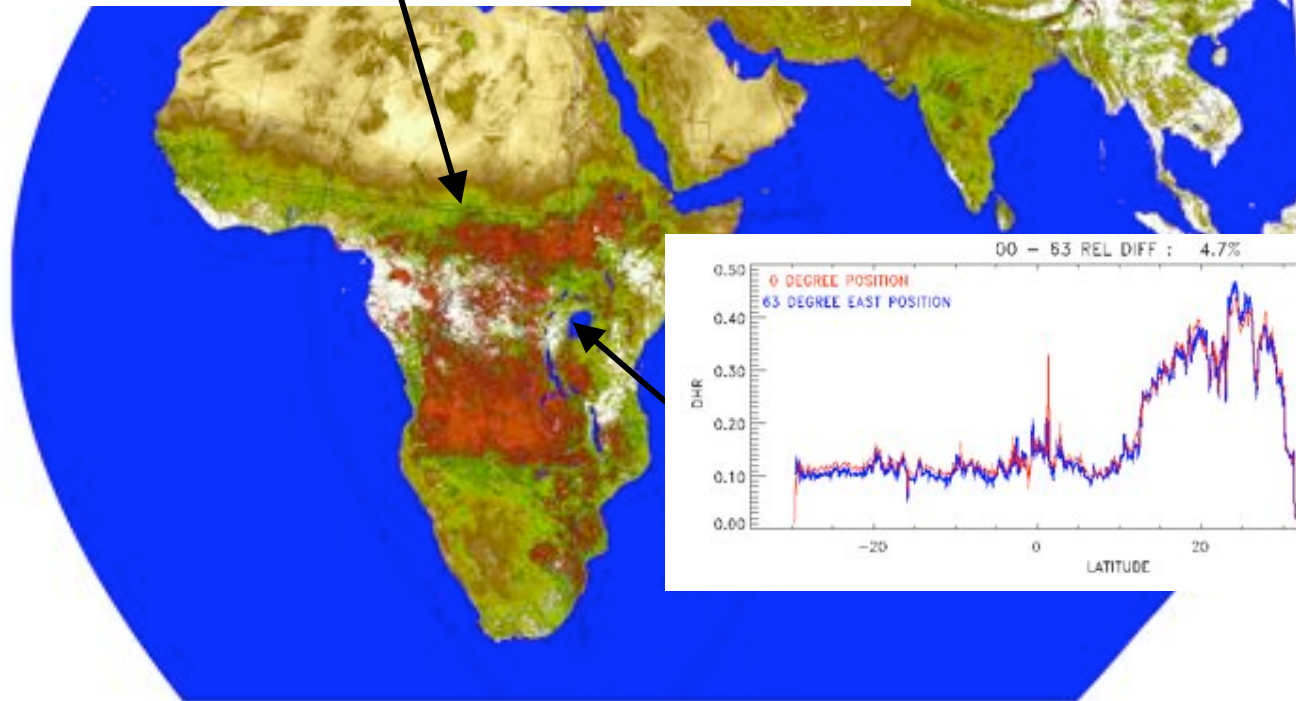 00 - 63 REL DIFF : 4.7%
0 DEGREE POSITION
63 DEGREE EAST POSITION
0.50
0.40
0.30
0.20
0.10
0.00
DHR
-20
0
20
LATITUDE